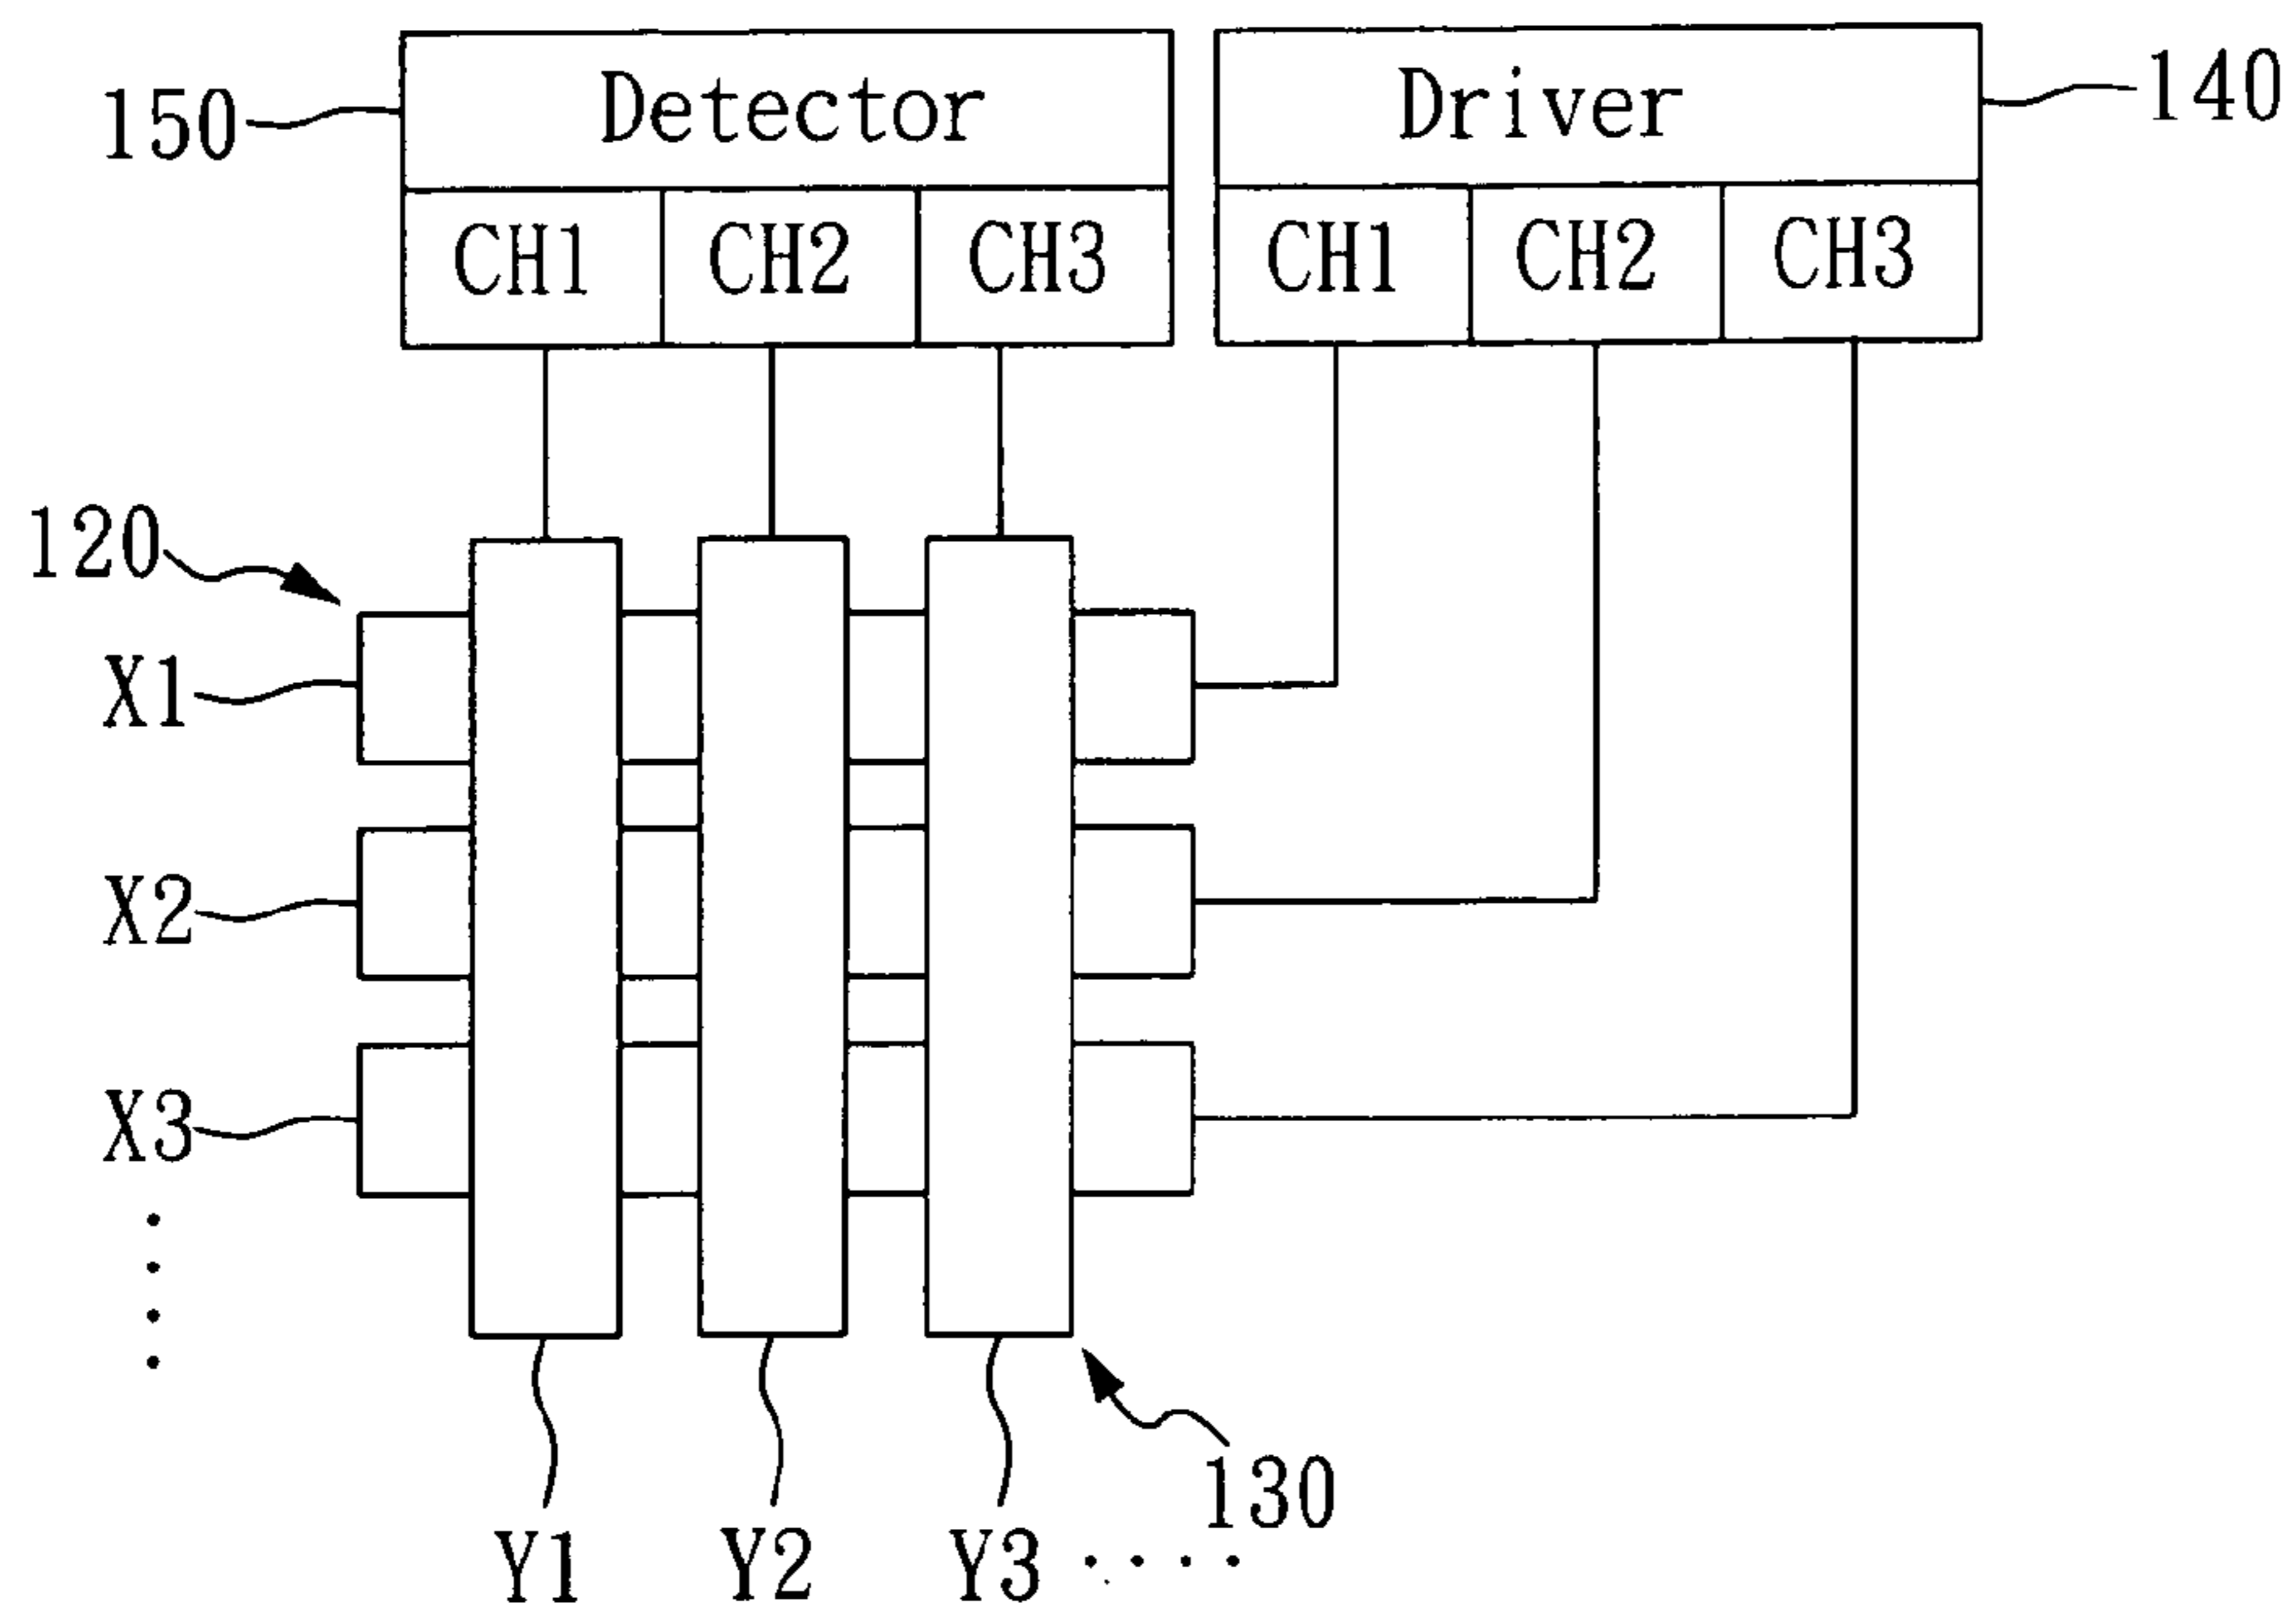 150 Detector Driver 140
CH1 CH2 CH3 CH1 CH2 CH3
120
X1
X2
X3
130
Y1 Y2 Y3 ....